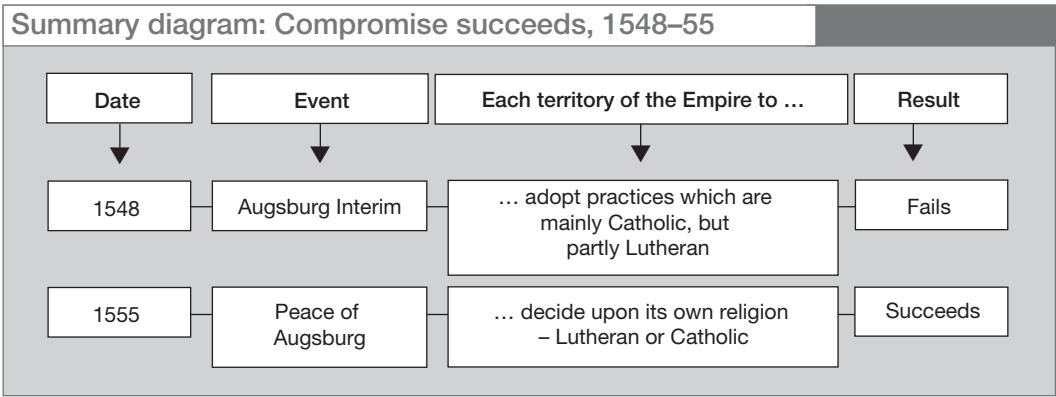 Summary diagram: Compromise succeeds, 1548–55
Date
Event
Each territory of the Empire to …
Result
1548
Augsburg Interim
… adopt practices which are
mainly Catholic, but
partly Lutheran
Fails
1555
Peace of
Augsburg
… decide upon its own religion
– Lutheran or Catholic
Succeeds